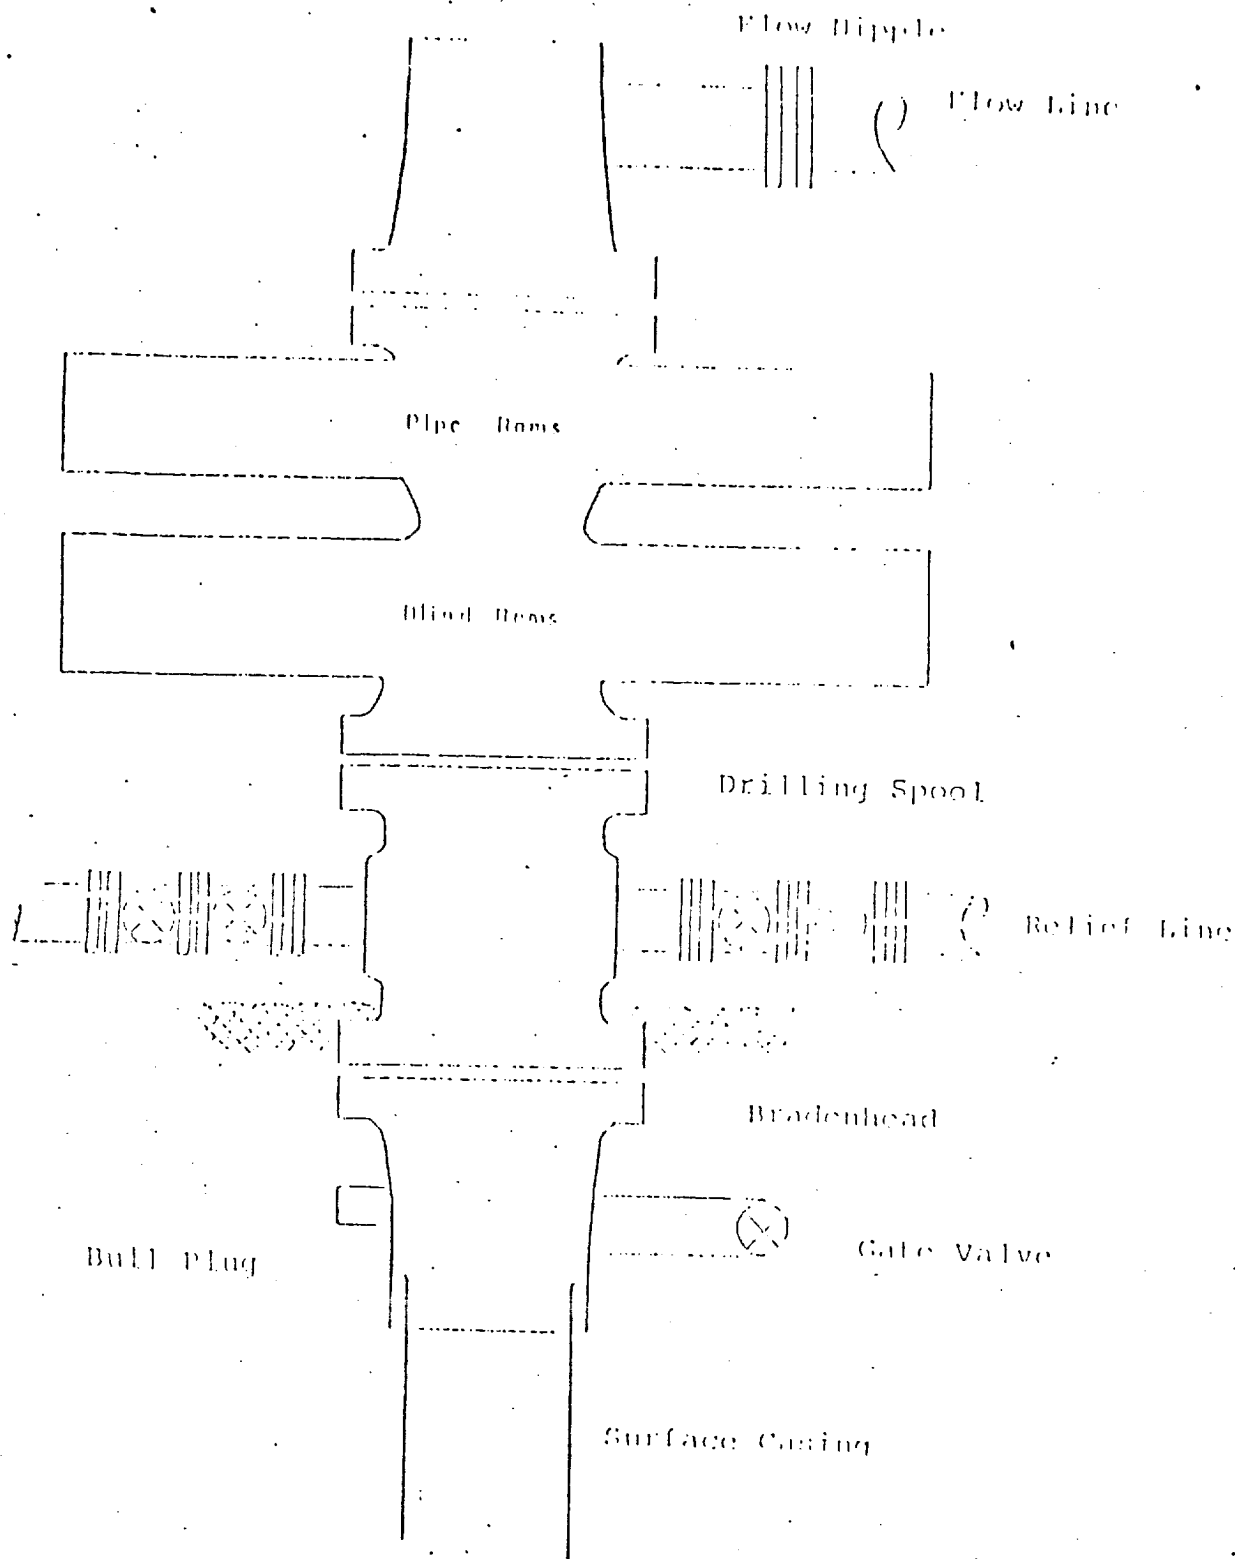 Flow Nipple
Flow Line
Pipe Rams
Blind Rams
Drilling Spool
Relief Line
Bradenhead
Bull Plug
Gate Valve
Surface Casing